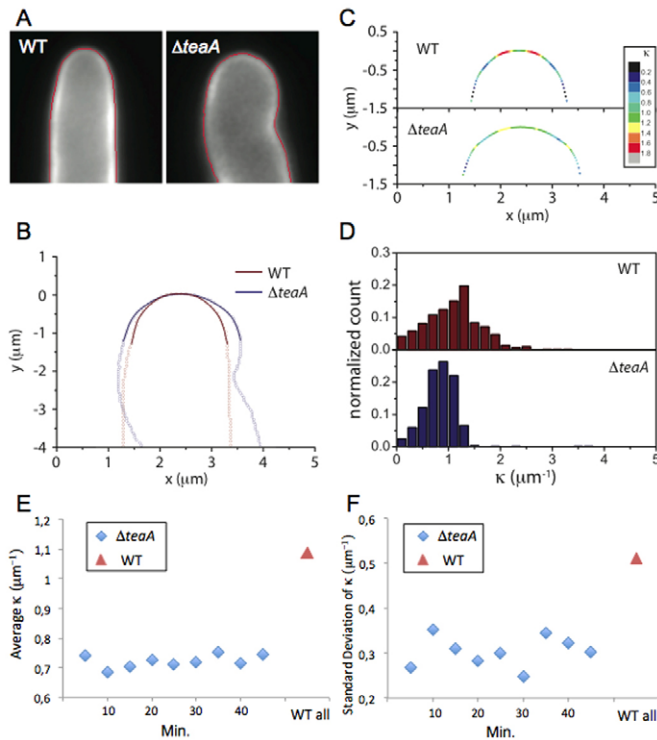 A
WT
ΔteaA
B
WT
ΔteaA
y (μm)
0
-1
-2
-3
-4
0 1 2 3 4 5
x (μm)
C
WT
ΔteaA
κ
0.2
0.4
0.6
0.8
1.0
1.2
1.4
1.6
1.8
y (μm)
-0.5
-1.5
-0.5
-1.5
0 1 2 3 4 5
x (μm)
D
WT
ΔteaA
normalized count
0.3
0.2
0.1
0.0
0.2
0.1
0.0
0 1 2 3 4 5
κ (μm⁻¹)
E
ΔteaA
WT
Average κ (μm⁻¹)
1,2
1,1
1
0,9
0,8
0,7
0,6
10 20 30 40 WT all
Min.
F
ΔteaA
WT
Standard Deviation of κ (μm⁻¹)
0,6
0,5
0,4
0,3
0,2
10 20 30 40 WT all
Min.